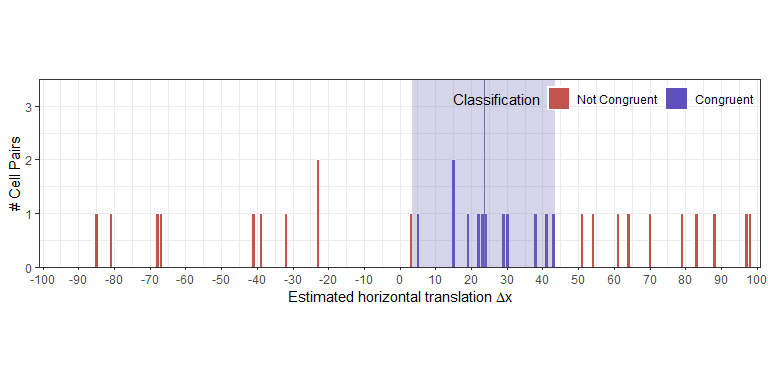 Classification Not Congruent Congruent
# Cell Pairs
3
2
1
0
-100 -90 -80 -70 -60 -50 -40 -30 -20 -10 0 10 20 30 40 50 60 70 80 90 100
Estimated horizontal translation Δx